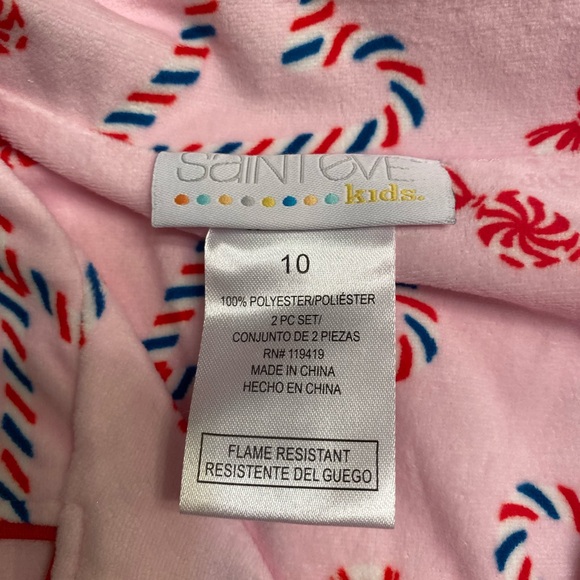 SAINT eve
kids.
10
100% POLYESTER/POLIÉSTER
2 PC SET/
CONJUNTO DE 2 PIEZAS
RN# 119419
MADE IN CHINA
HECHO EN CHINA
FLAME RESISTANT
RESISTENTE DEL GUEGO